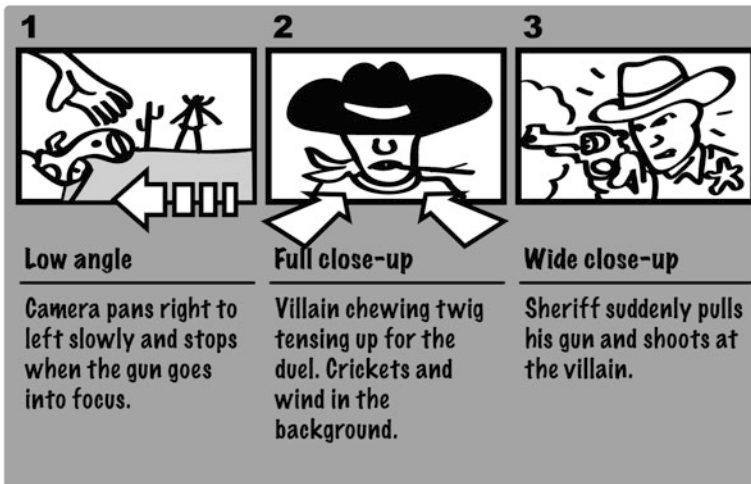 1
Low angle
Camera pans right to
left slowly and stops
when the gun goes
into focus.
2
Full close-up
Villain chewing twig
tensing up for the
duel. Crickets and
wind in the
background.
3
Wide close-up
Sheriff suddenly pulls
his gun and shoots at
the villain.